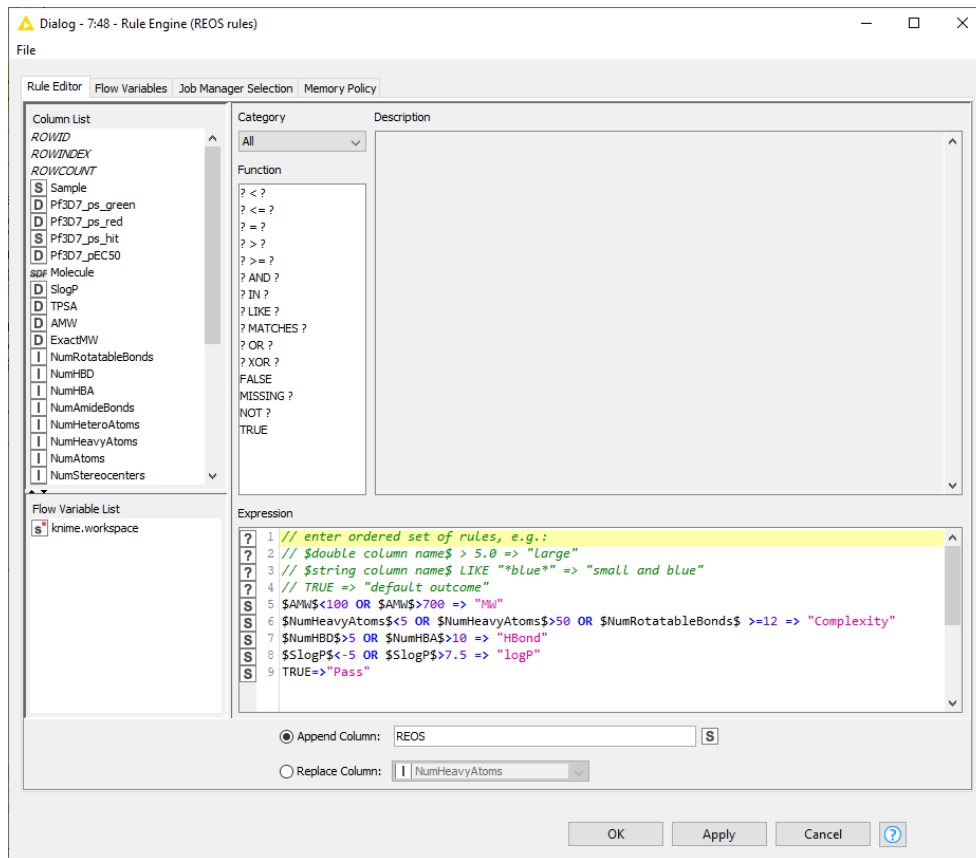 Dialog - 7:48 - Rule Engine (REOS rules)
File
Rule Editor Flow Variables Job Manager Selection Memory Policy
Column List
ROWID
ROWINDEX
ROWCOUNT
S Sample
D Pf3D7_ps_green
D Pf3D7_ps_red
S Pf3D7_ps_hit
D Pf3D7_pEC50
SDF Molecule
D SlogP
D TPSA
D AMW
D ExactMW
I NumRotatableBonds
I NumHBD
I NumHBA
I NumAmideBonds
I NumHeteroAtoms
I NumHeavyAtoms
I NumAtoms
I NumStereocenters
Flow Variable List
s knime.workspace
Category
All
Function
? < ?
? <= ?
? = ?
? > ?
? >= ?
? AND ?
? IN ?
? LIKE ?
? MATCHES ?
? OR ?
? XOR ?
FALSE
MISSING ?
NOT ?
TRUE
Description
Expression
? 1 // enter ordered set of rules, e.g.:
? 2 // $double column name$ > 5.0 => "large"
? 3 // $string column name$ LIKE "*blue*" => "small and blue"
? 4 // TRUE => "default outcome"
S 5 $AMW$<100 OR $AMW$>700 => "MW"
S 6 $NumHeavyAtoms$<5 OR $NumHeavyAtoms$>50 OR $NumRotatableBonds$ >=12 => "Complexity"
S 7 $NumHBD$>5 OR $NumHBA$>10 => "HBond"
S 8 $SlogP$<-5 OR $SlogP$>7.5 => "logP"
S 9 TRUE=>"Pass"
Append Column: REOS S
Replace Column: I NumHeavyAtoms
OK Apply Cancel ?